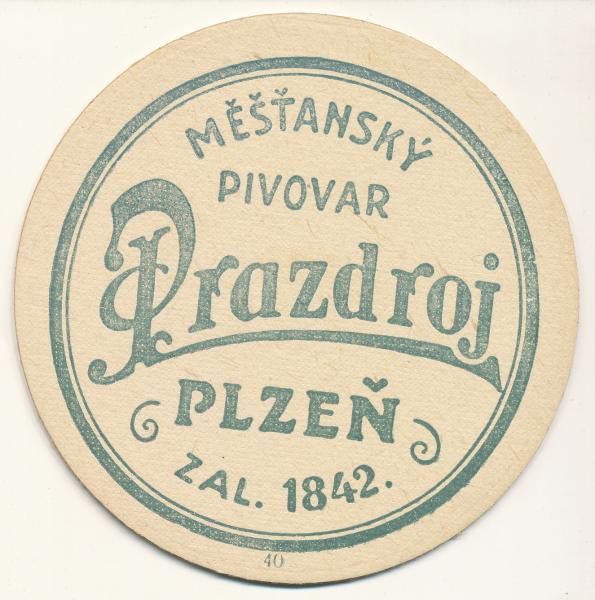 MĚŠŤANSKÝ
PIVOVAR
Prazdroj
PLZEŇ
ZAL. 1842.
40